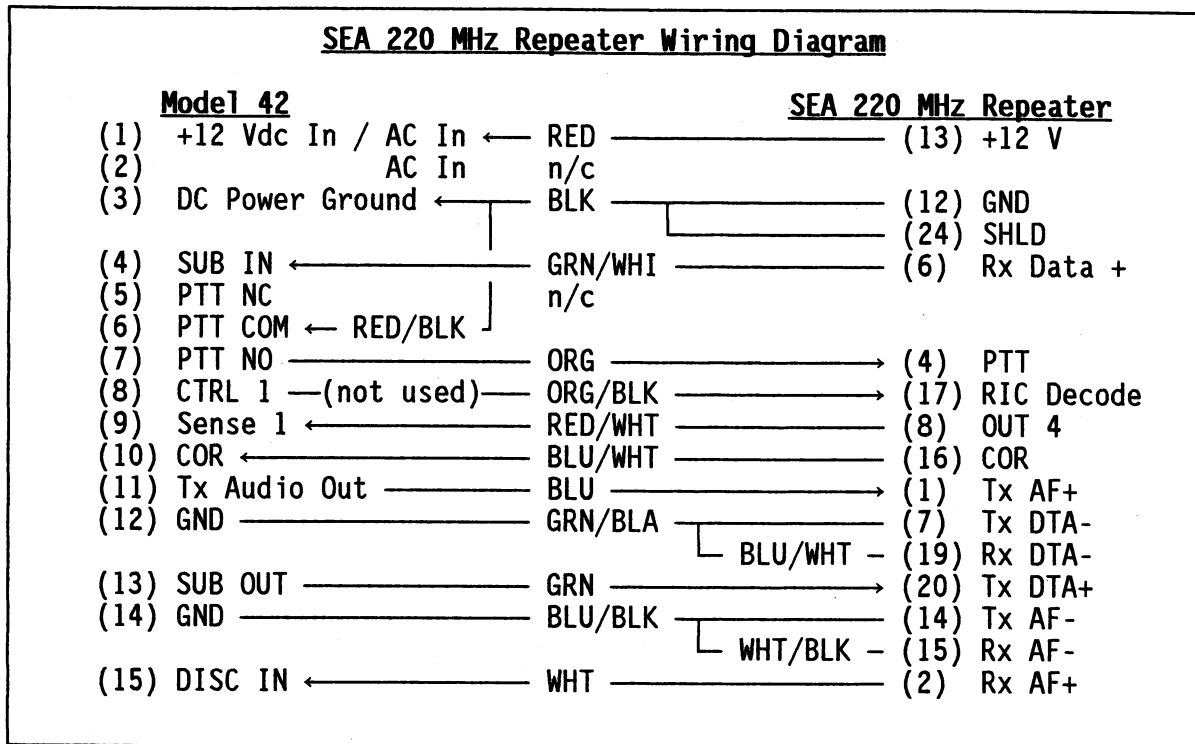 SEA 220 MHz Repeater Wiring Diagram
Model 42 SEA 220 MHz Repeater
(1) +12 Vdc In / AC In ← RED (13) +12 V
(2) AC In n/c
(3) DC Power Ground ← BLK (12) GND
(24) SHLD
(4) SUB IN ← GRN/WHI (6) Rx Data +
(5) PTT NC n/c
(6) PTT COM ← RED/BLK
(7) PTT NO ORG → (4) PTT
(8) CTRL 1 —(not used)— ORG/BLK → (17) RIC Decode
(9) Sense 1 ← RED/WHT (8) OUT 4
(10) COR ← BLU/WHT (16) COR
(11) Tx Audio Out BLU → (1) Tx AF+
(12) GND GRN/BLA (7) Tx DTA-
BLU/WHT – (19) Rx DTA-
(13) SUB OUT GRN → (20) Tx DTA+
(14) GND BLU/BLK (14) Tx AF-
WHT/BLK – (15) Rx AF-
(15) DISC IN ← WHT (2) Rx AF+